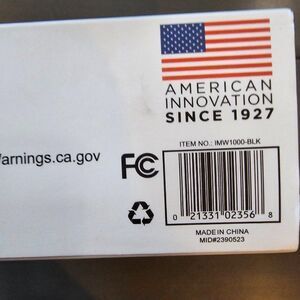 AMERICAN
INNOVATION
SINCE 1927
ITEM NO.: IMW1000-BLK
arnings.ca.gov
FC
0 21331 02356 8
MADE IN CHINA
MID#2390523